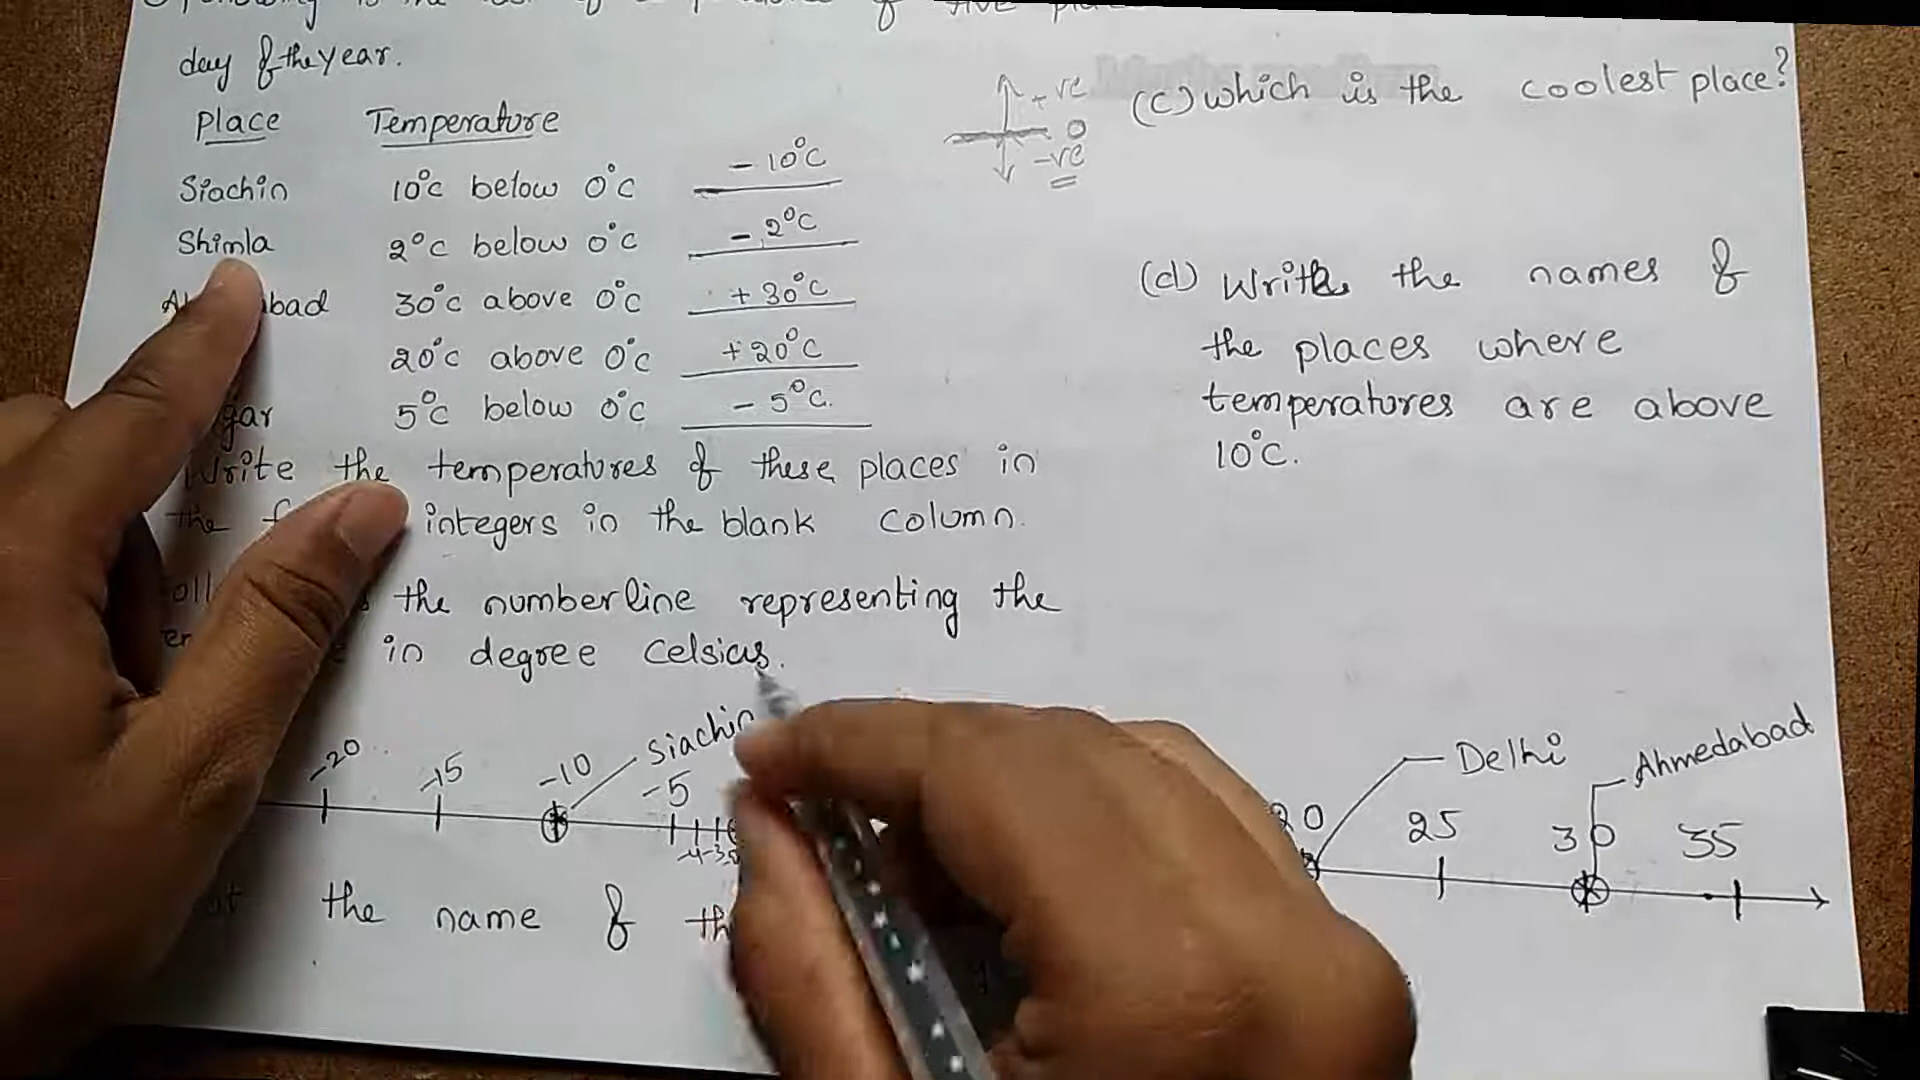 day of the year.
Place Temperature
Siachin 10°C below 0°C - 10°C
Shimla 2°C below 0°C - 2°C
bad 30°C above 0°C + 30°C
20°C above 0°C + 20°C
gar 5°C below 0°C - 5°C.
Write the temperatures of these places in
the integers in the blank column.
the numberline representing the
in degree Celsius.
-20 -15 -10 Siachin -5 -4 -3
the name of
+ve
0
-ve
(c) which is the coolest place?
(d) Write the names of
the places where
temperatures are above
10°C.
20 Delhi 25 30 Ahmedabad 35